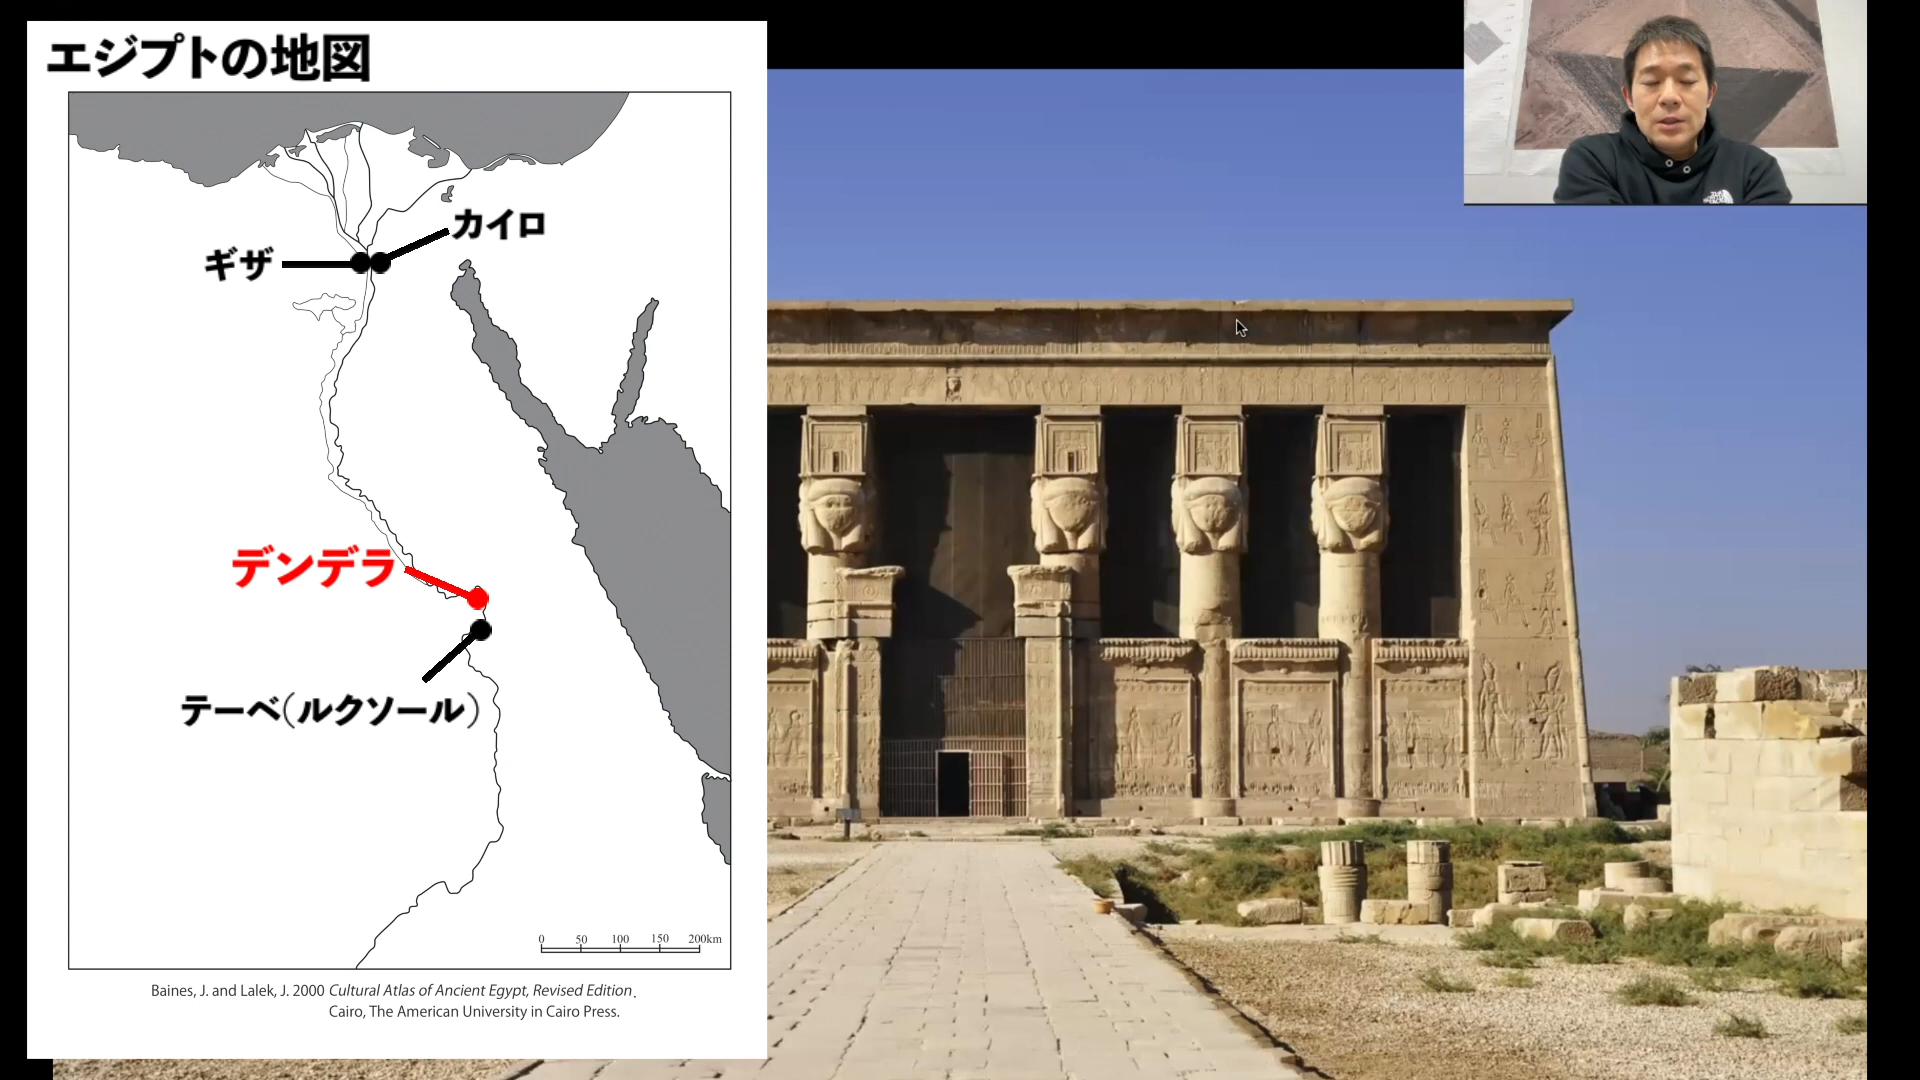 エジプトの地図
カイロ
ギザ
デンデラ
テーベ(ルクソール)
0 50 100 150 200km
Baines, J. and Lalek, J. 2000 Cultural Atlas of Ancient Egypt, Revised Edition.
Cairo, The American University in Cairo Press.